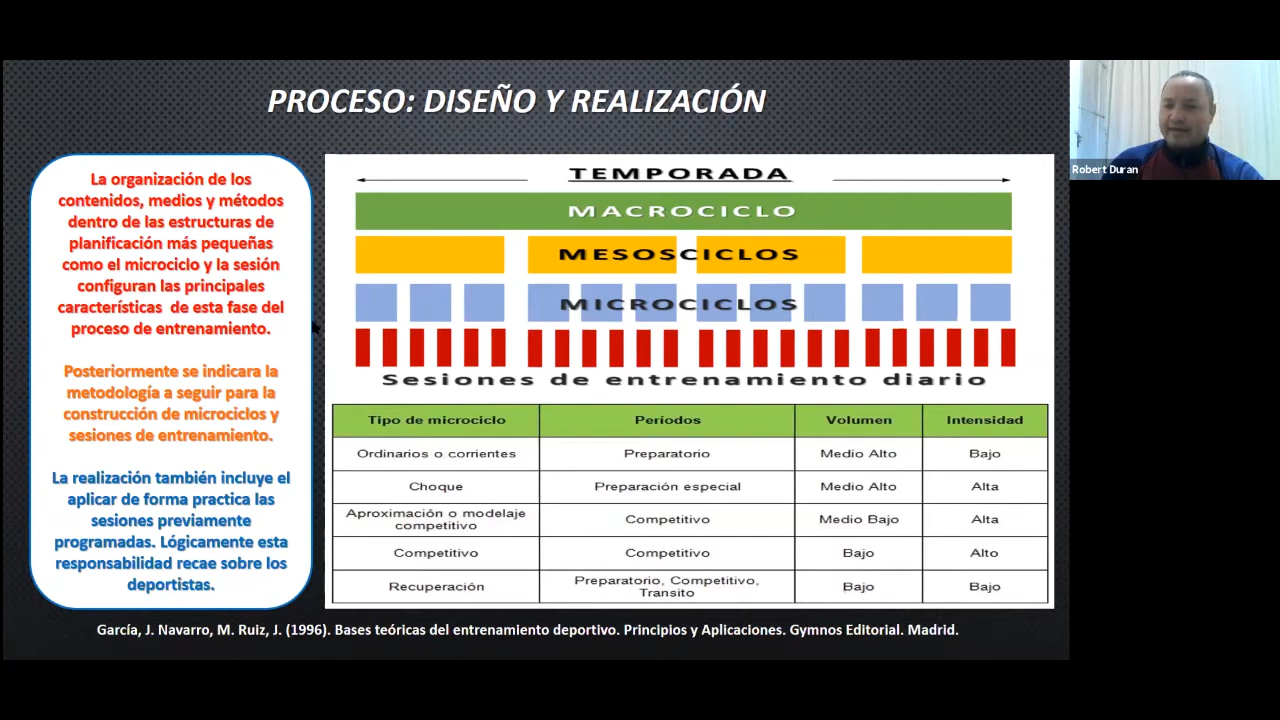 PROCESO: DISEÑO Y REALIZACIÓN
Robert Duran
La organización de los
contenidos, medios y métodos
dentro de las estructuras de
planificación más pequeñas
como el microciclo y la sesión
configuran las principales
características de esta fase del
proceso de entrenamiento.
Posteriormente se indicara la
metodología a seguir para la
construcción de microciclos y
sesiones de entrenamiento.
La realización también incluye el
aplicar de forma practica las
sesiones previamente
programadas. Lógicamente esta
responsabilidad recae sobre los
deportistas.
TEMPORADA
MACROCICLO
MESOSCICLOS
MICROCICLOS
Sesiones de entrenamiento diario
Tipo de microciclo Períodos Volumen Intensidad
Ordinarios o corrientes Preparatorio Medio Alto Bajo
Choque Preparación especial Medio Alto Alta
Aproximación o modelaje
competitivo Competitivo Medio Bajo Alta
Competitivo Competitivo Bajo Alto
Recuperación Preparatorio, Competitivo,
Transito Bajo Bajo
García, J. Navarro, M. Ruiz, J. (1996). Bases teóricas del entrenamiento deportivo. Principios y Aplicaciones. Gymnos Editorial. Madrid.